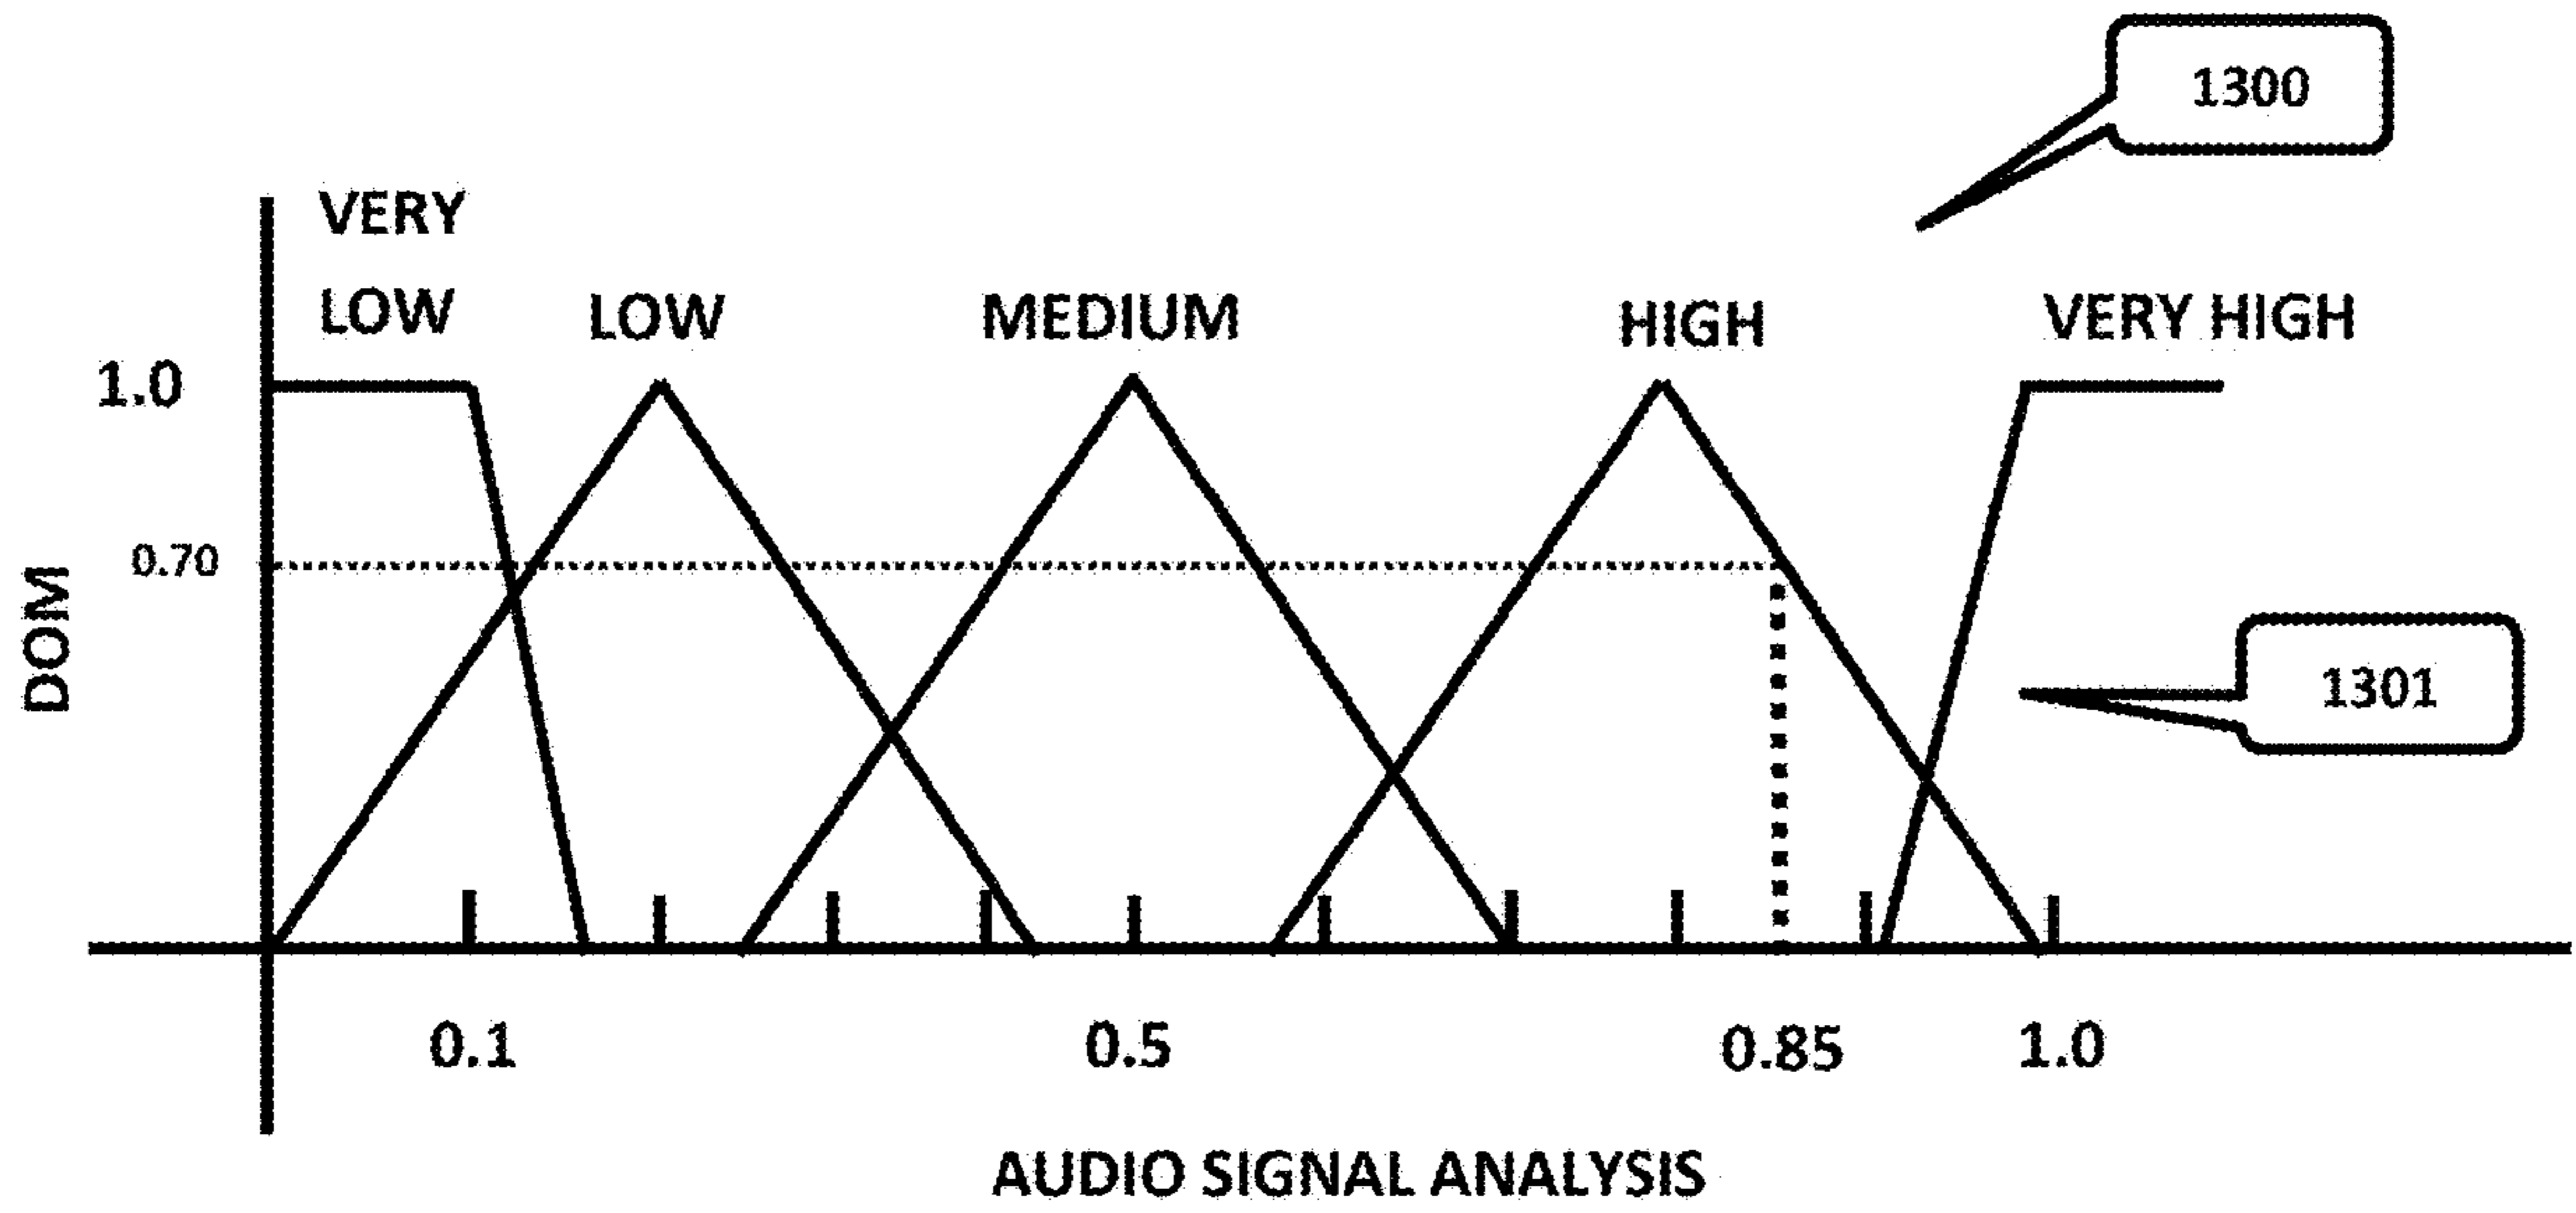 1300
VERY
LOW
LOW
MEDIUM
HIGH
VERY HIGH
1.0
0.70
DOM
1301
0.1
0.5
0.85
1.0
AUDIO SIGNAL ANALYSIS